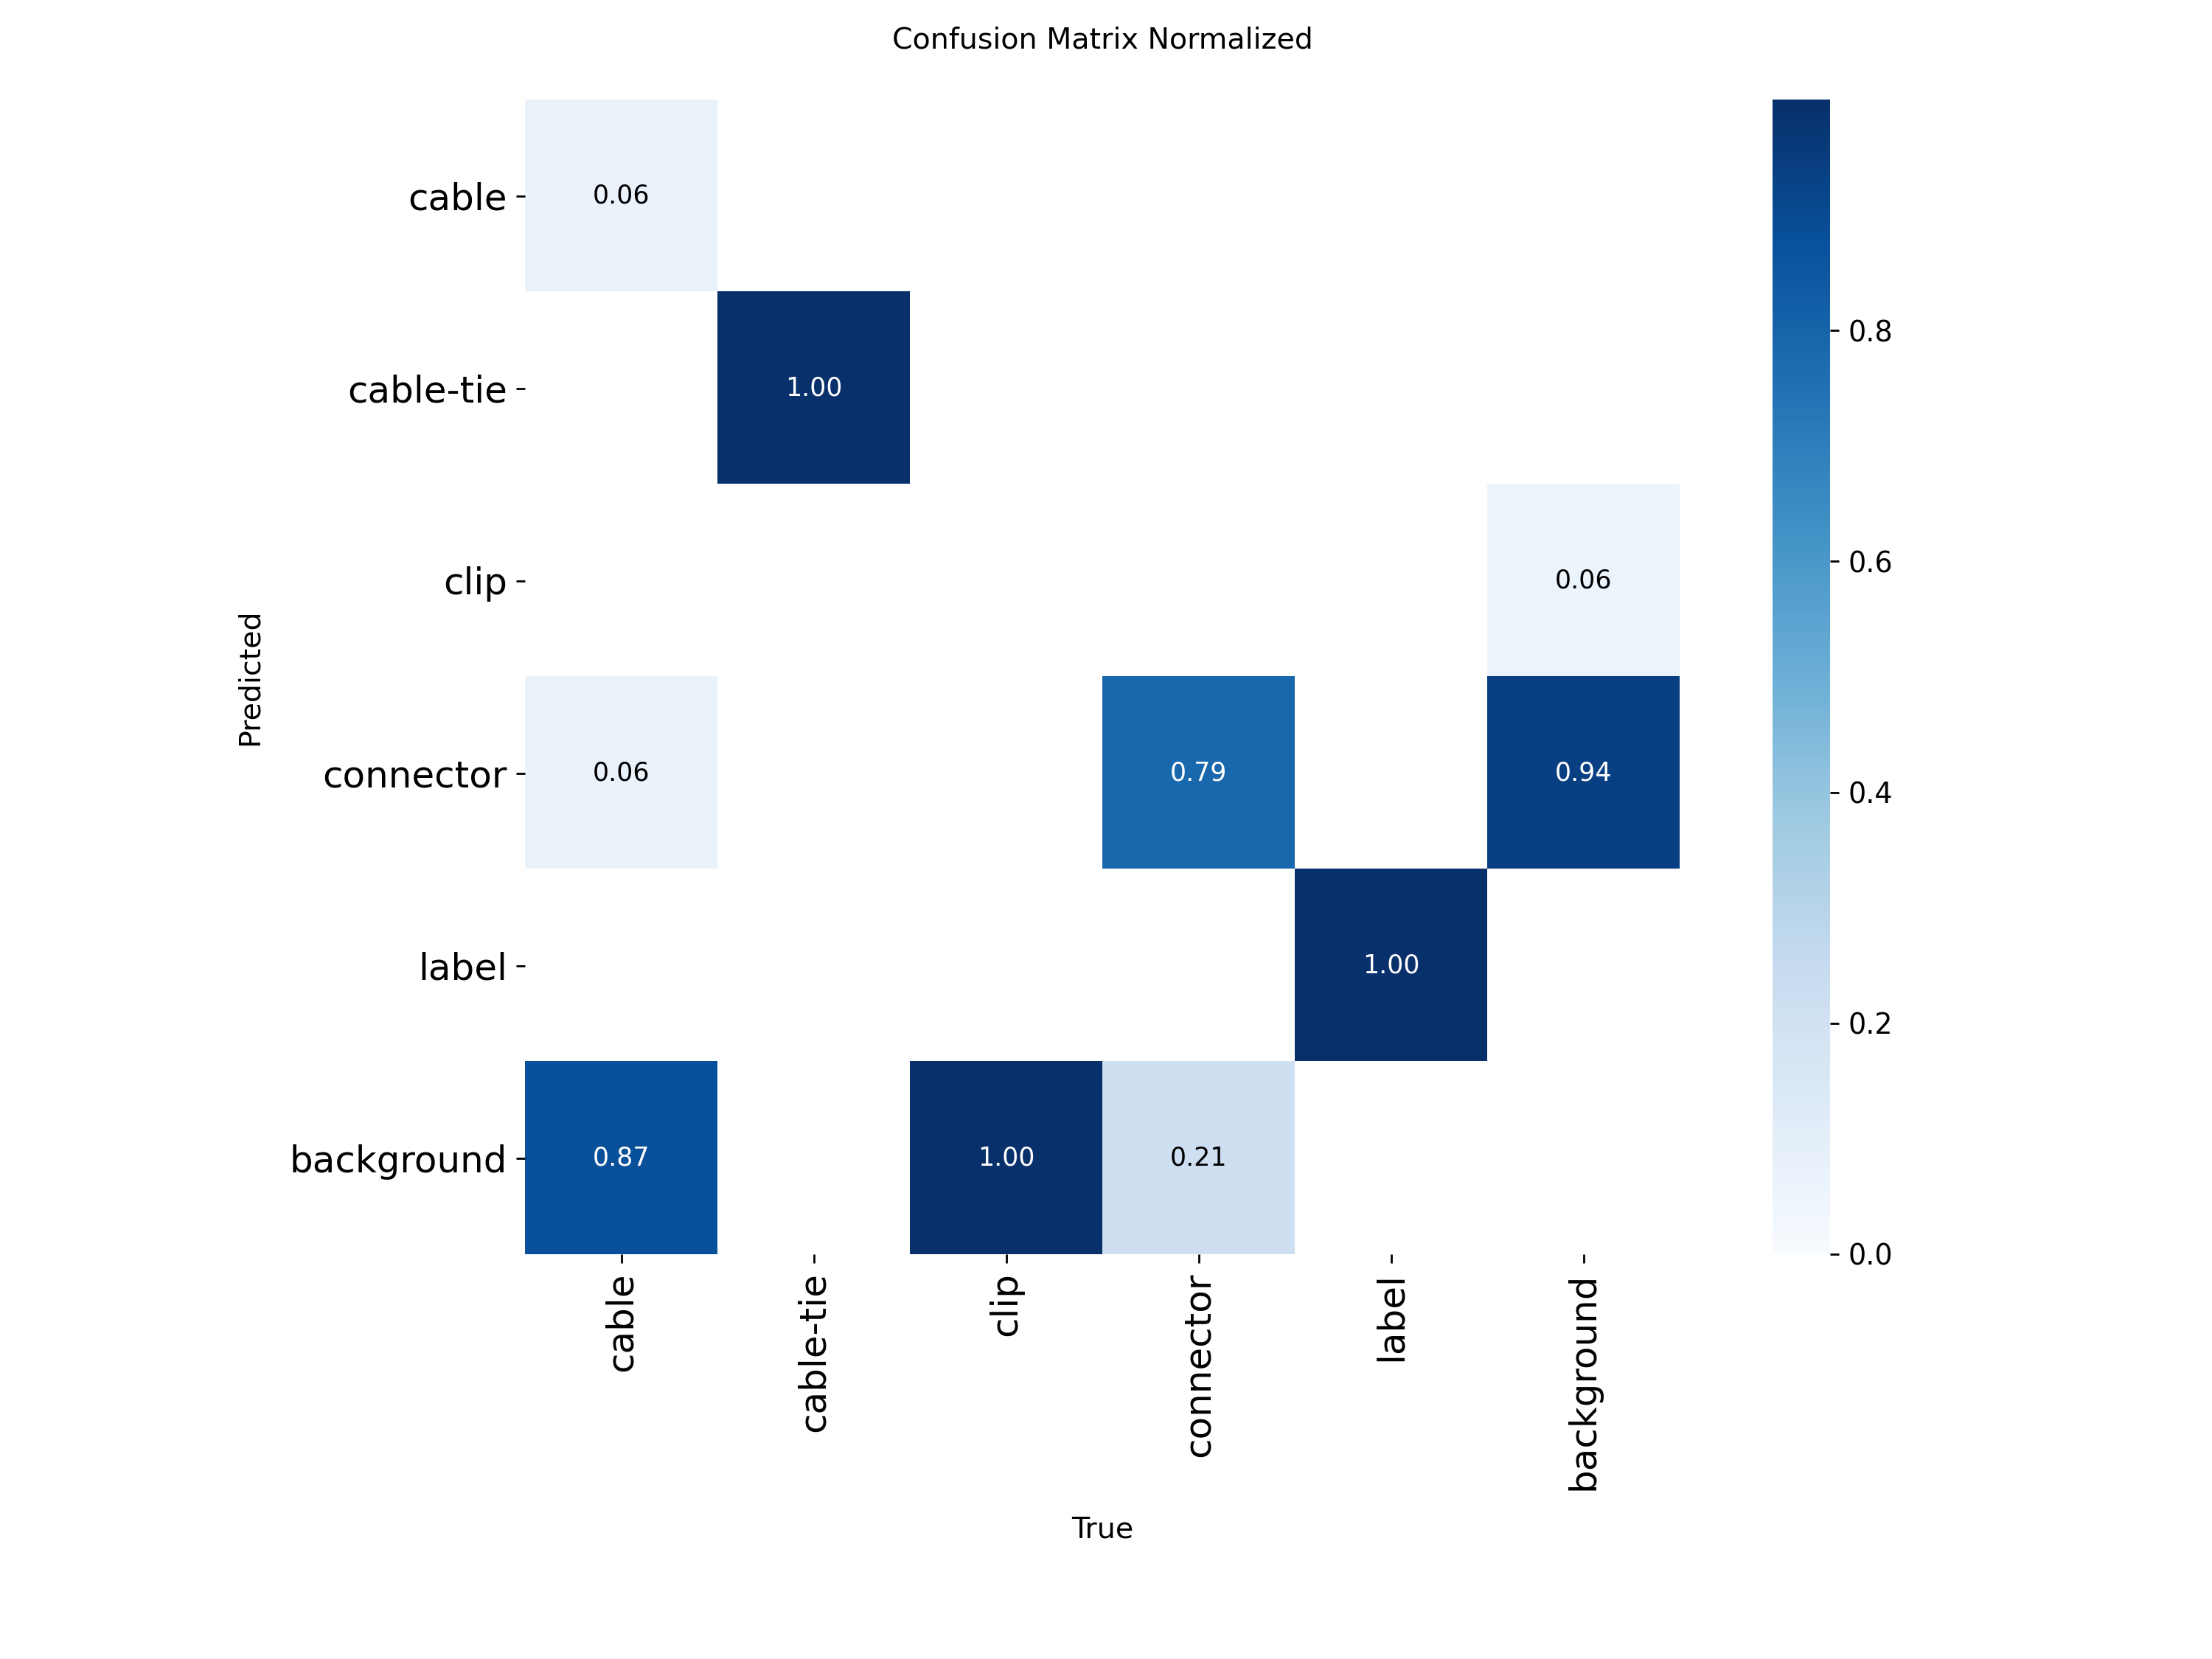 Confusion Matrix Normalized
cable
0.06
cable-tie
1.00
0.8
clip
0.06
0.6
Predicted
connector
0.06
0.79
0.94
0.4
label
1.00
0.2
background
0.87
1.00
0.21
0.0
cable
cable-tie
clip
connector
label
background
True